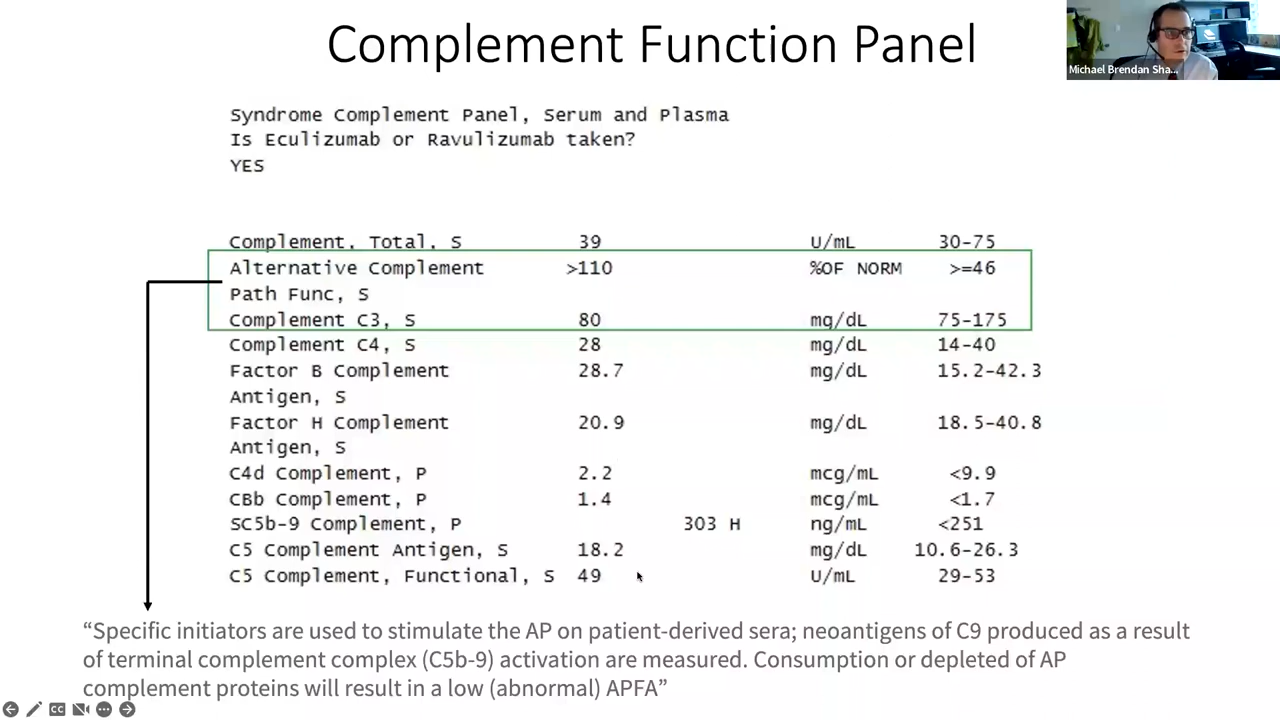 Complement Function Panel
Michael Brendan Sha...
Syndrome Complement Panel, Serum and Plasma
Is Eculizumab or Ravulizumab taken?
YES
Complement, Total, S 39 U/mL 30-75
Alternative Complement >110 %OF NORM >=46
Path Func, S
Complement C3, S 80 mg/dL 75-175
Complement C4, S 28 mg/dL 14-40
Factor B Complement 28.7 mg/dL 15.2-42.3
Antigen, S
Factor H Complement 20.9 mg/dL 18.5-40.8
Antigen, S
C4d Complement, P 2.2 mcg/mL <9.9
CBb Complement, P 1.4 mcg/mL <1.7
SC5b-9 Complement, P 303 H ng/mL <251
C5 Complement Antigen, S 18.2 mg/dL 10.6-26.3
C5 Complement, Functional, S 49 U/mL 29-53
“Specific initiators are used to stimulate the AP on patient-derived sera; neoantigens of C9 produced as a result
of terminal complement complex (C5b-9) activation are measured. Consumption or depleted of AP
complement proteins will result in a low (abnormal) APFA”
CC